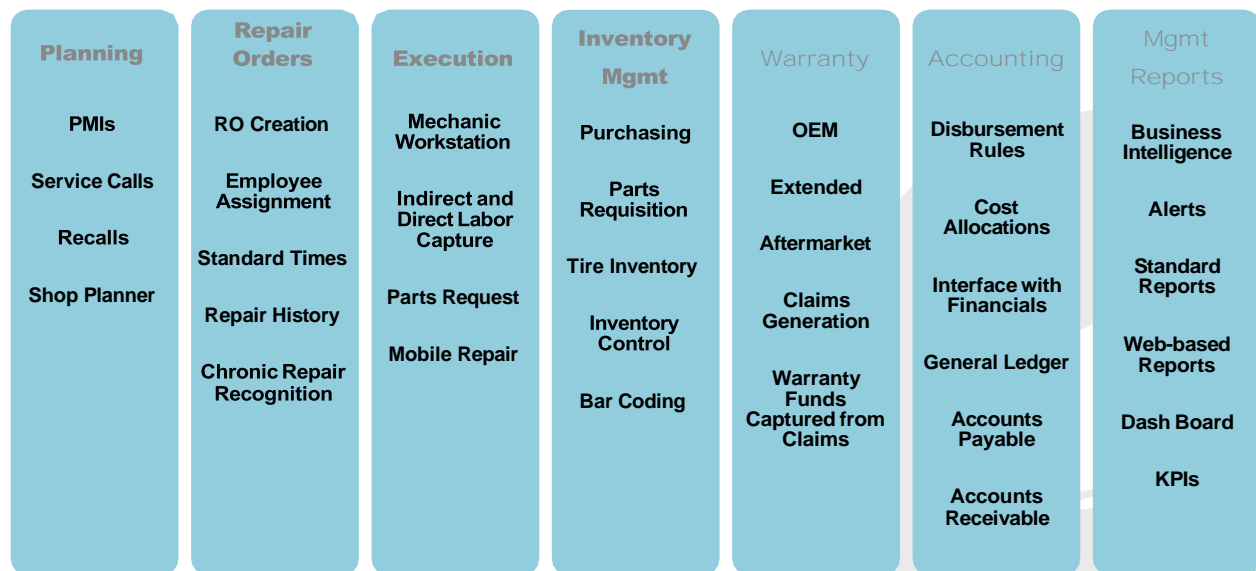 Planning
PMIs
Service Calls
Recalls
Shop Planner
Repair
Orders
RO Creation
Employee
Assignment
Standard Times
Repair History
Chronic Repair
Recognition
Execution
Mechanic
Workstation
Indirect and
Direct Labor
Capture
Parts Request
Mobile Repair
Inventory
Mgmt
Purchasing
Parts
Requisition
Tire Inventory
Inventory
Control
Bar Coding
Warranty
OEM
Extended
Aftermarket
Claims
Generation
Warranty
Funds
Captured from
Claims
Accounting
Disbursement
Rules
Cost
Allocations
Interface with
Financials
General Ledger
Accounts
Payable
Accounts
Receivable
Mgmt
Reports
Business
Intelligence
Alerts
Standard
Reports
Web-based
Reports
Dash Board
KPIs